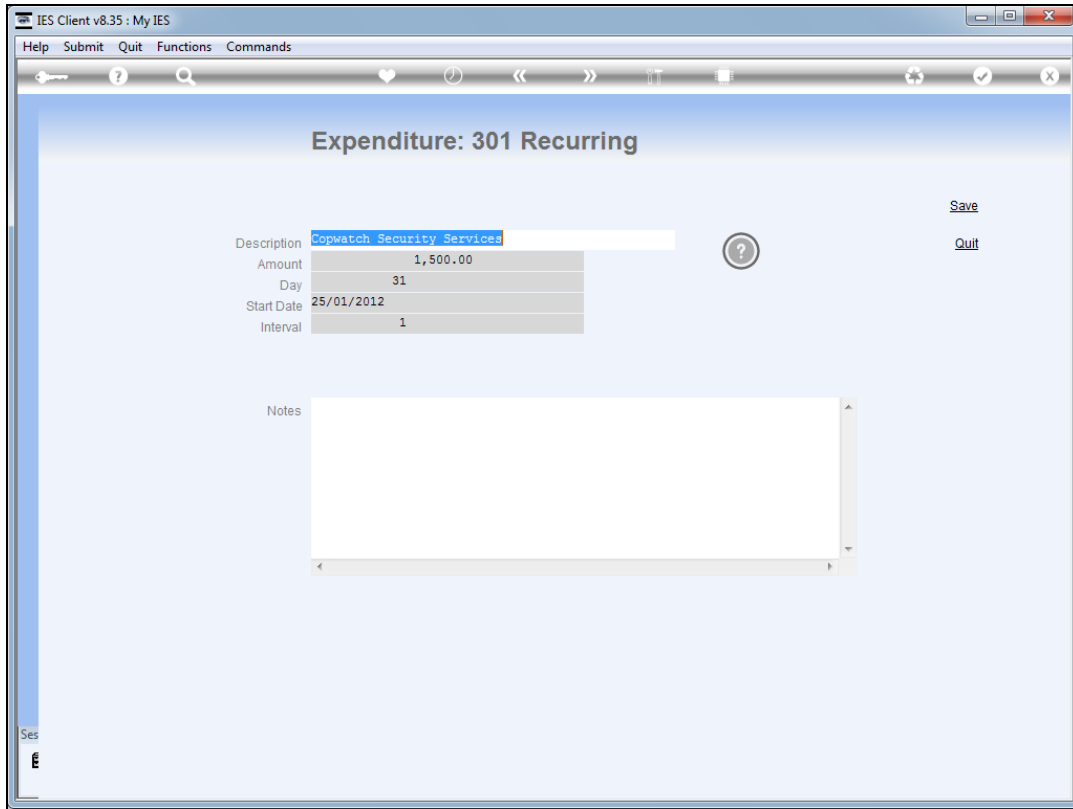 IES Client v8.35 : My IES
Help Submit Quit Functions Commands
Expenditure: 301 Recurring
Save
Description Copwatch Security Services
Quit
Amount 1,500.00
Day 31
Start Date 25/01/2012
Interval 1
Notes
Ses